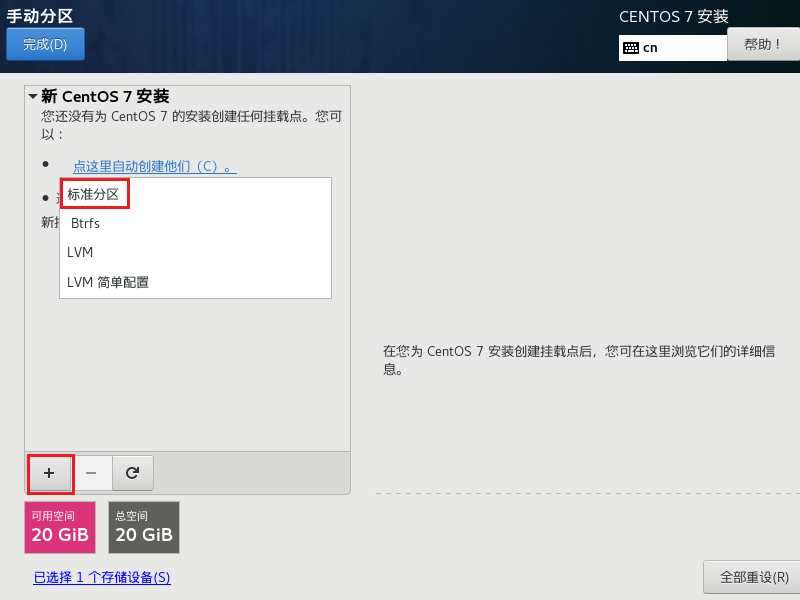 手动分区
CENTOS 7 安装
完成(D)
cn
帮助！
新 CentOS 7 安装
您还没有为 CentOS 7 的安装创建任何挂载点。您可
以：
点这里自动创建他们（C）。
标准分区
新
Btrfs
LVM
LVM 简单配置
在您为 CentOS 7 安装创建挂载点后，您可在这里浏览它们的详细信
息。
+ −
可用空间
20 GiB
总空间
20 GiB
已选择 1 个存储设备(S)
全部重设(R)